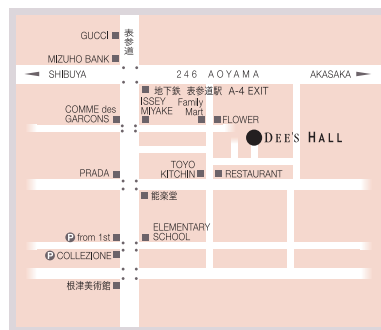 GUCCI
表参道
MIZUHO BANK
SHIBUYA
246 AOYAMA
AKASAKA
地下鉄 表参道駅 A-4 EXIT
COMME des
GARCONS
ISSEY
MIYAKE
Family
Mart
FLOWER
DEE'S HALL
PRADA
TOYO
KITCHIN
RESTAURANT
能楽堂
P from 1st
ELEMENTARY
SCHOOL
P COLLEZIONE
根津美術館